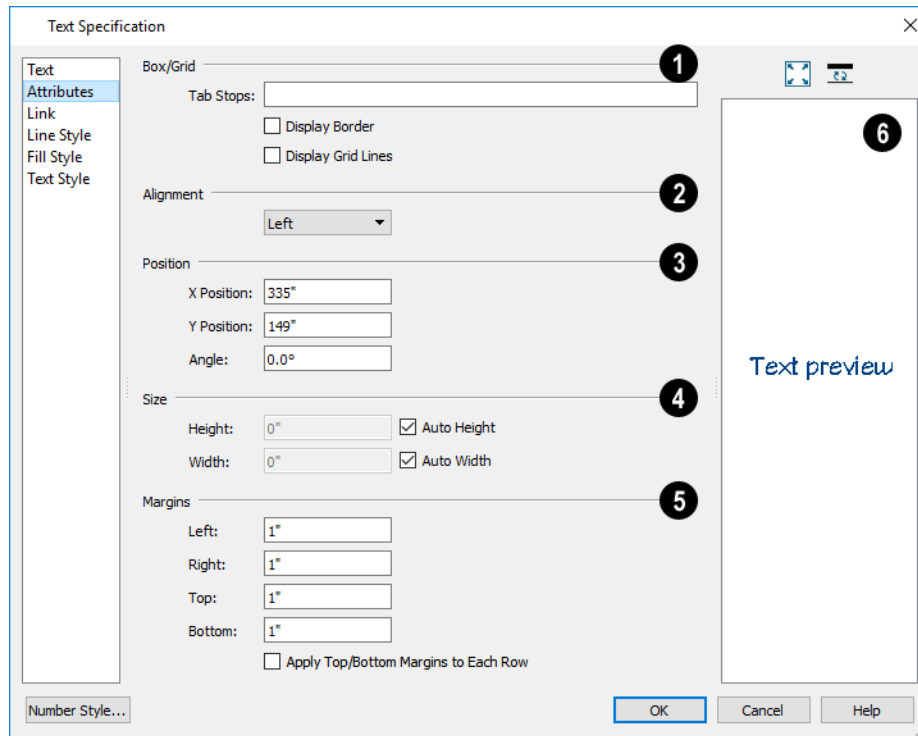 Text Specification
Text
Attributes
Link
Line Style
Fill Style
Text Style
Box/Grid
1
Tab Stops:
Display Border
Display Grid Lines
Alignment
2
Left
Position
3
X Position: 335"
Y Position: 149"
Angle: 0.0°
Size
4
Height: 0" Auto Height
Width: 0" Auto Width
Margins
5
Left: 1"
Right: 1"
Top: 1"
Bottom: 1"
Apply Top/Bottom Margins to Each Row
6
Text preview
Number Style... OK Cancel Help